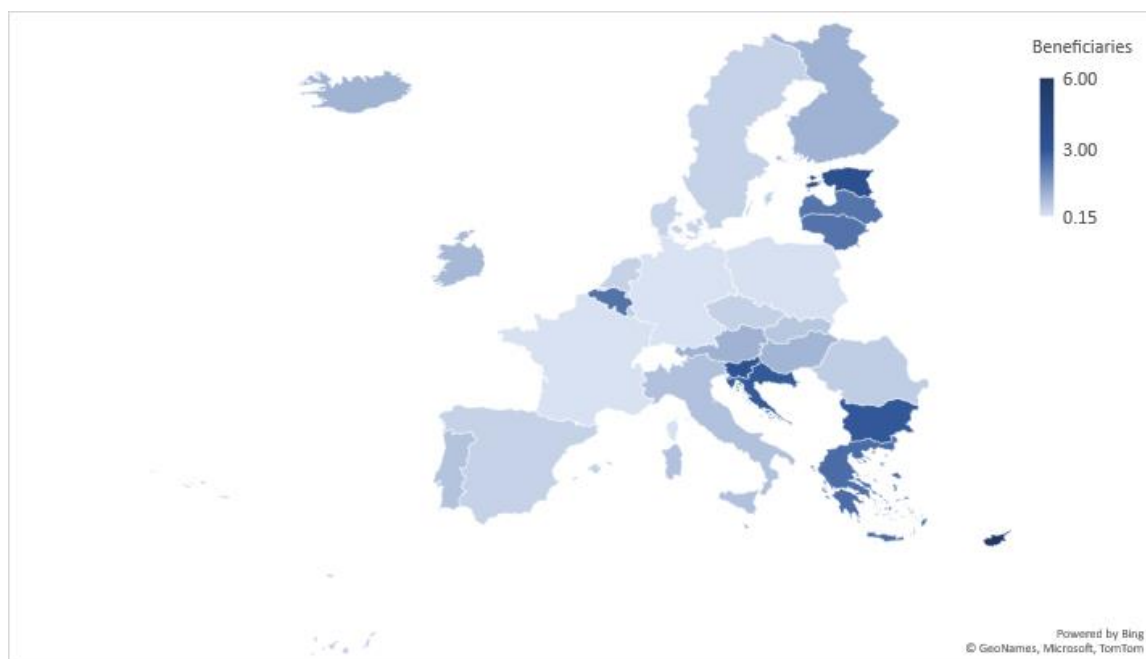 Beneficiaries
6.00
3.00
0.15
Powered by Bing
© GeoNames, Microsoft, TomTom